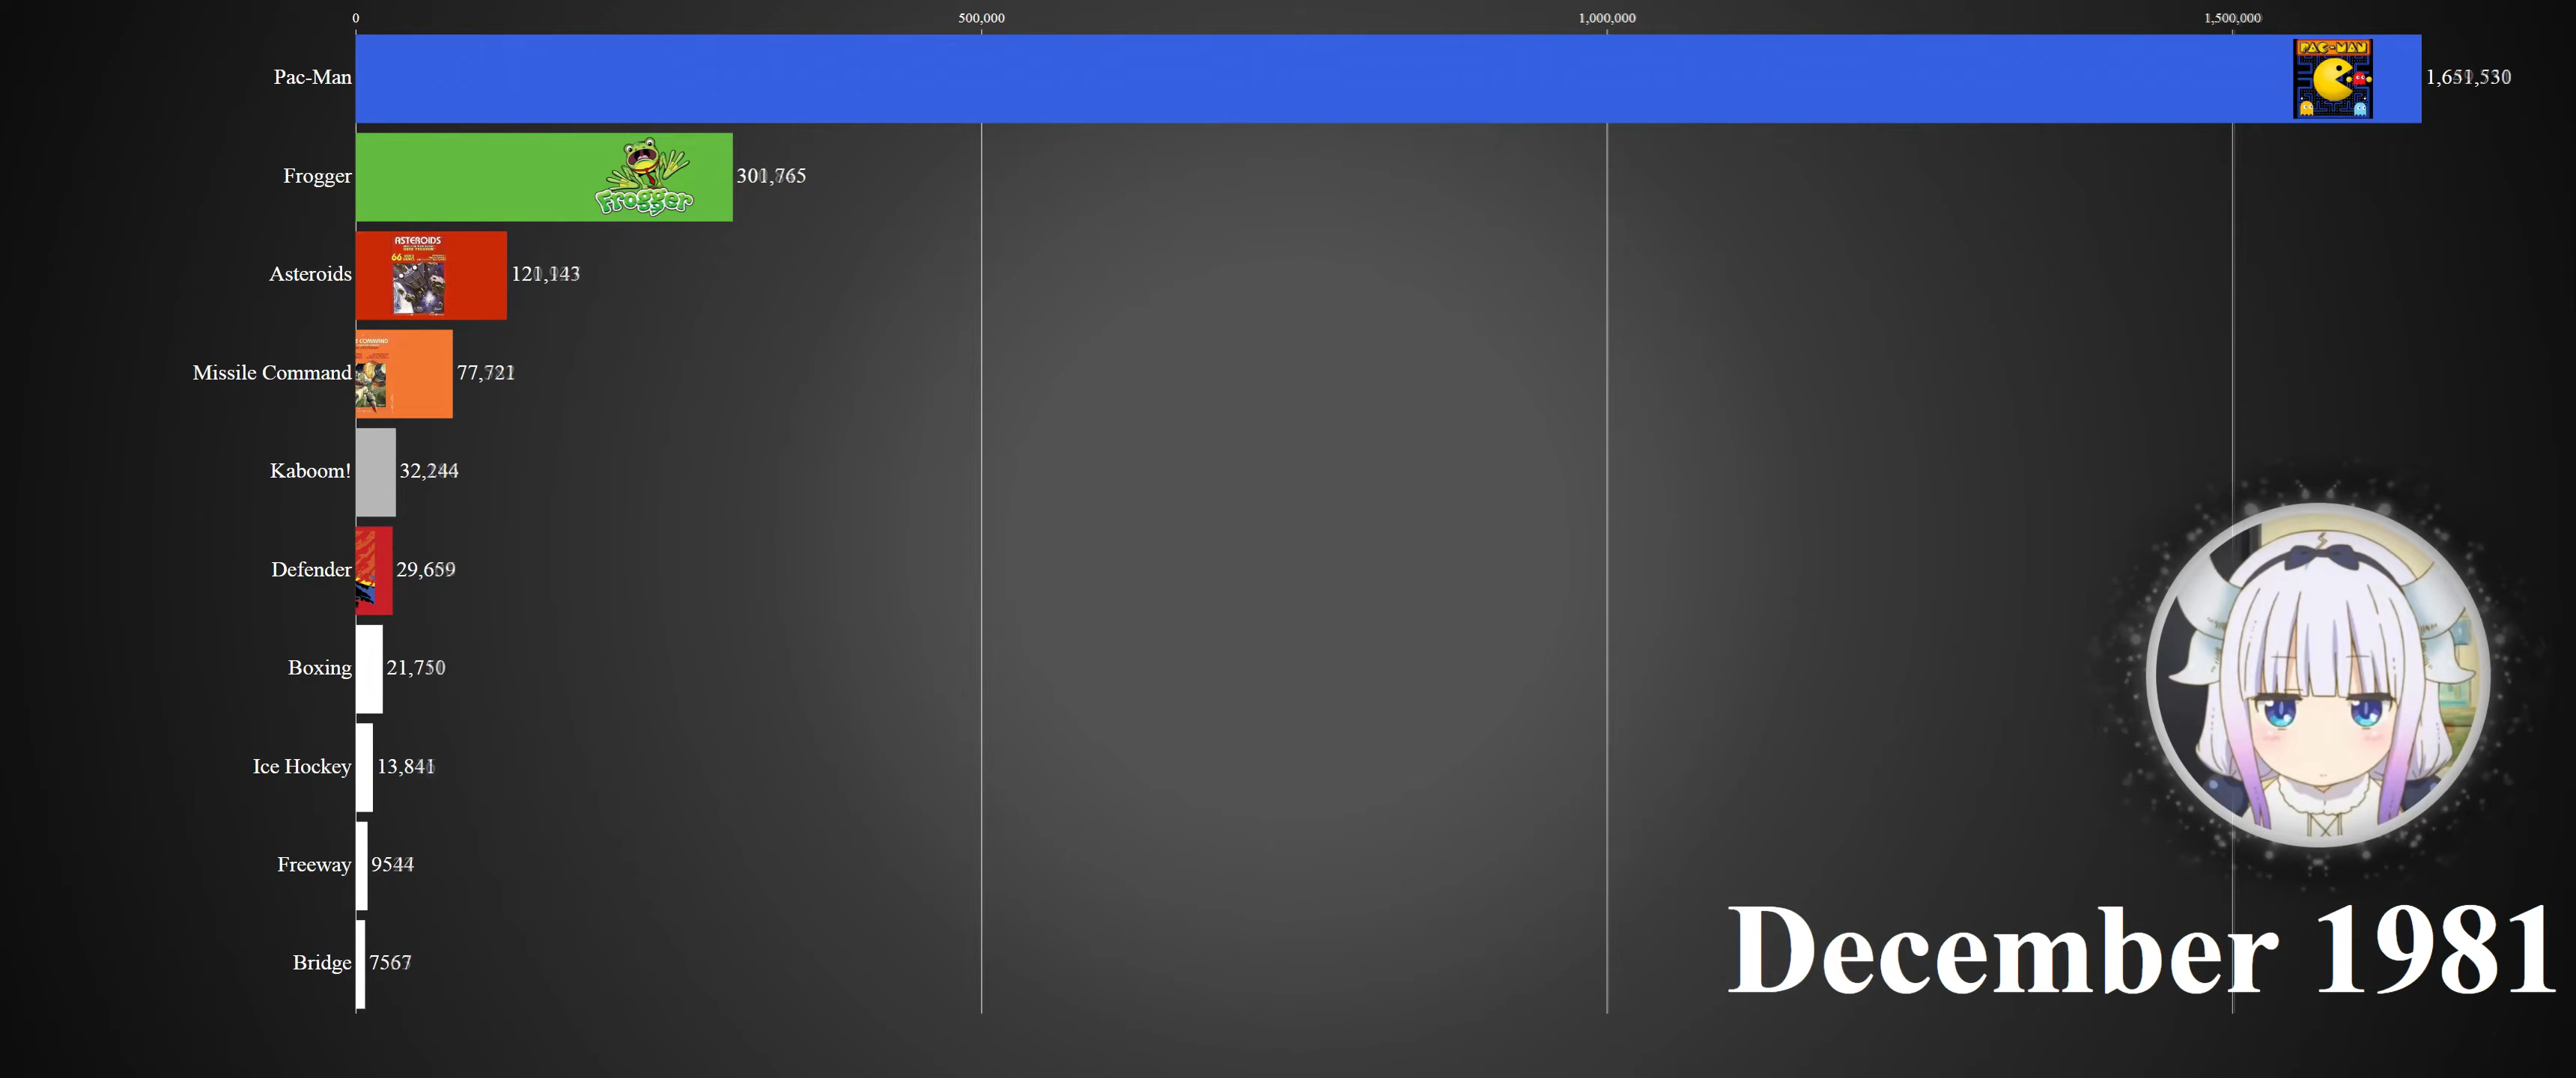 0 500,000 1,000,000 1,500,000
Pac-Man PAC-MAN 1,651,530
Frogger Frogger 301,765
Asteroids ASTEROIDS 66 121,143
Missile Command COMMAND 77,721
Kaboom! 32,244
Defender 29,659
Boxing 21,750
Ice Hockey 13,841
Freeway 9544
Bridge 7567
December 1981